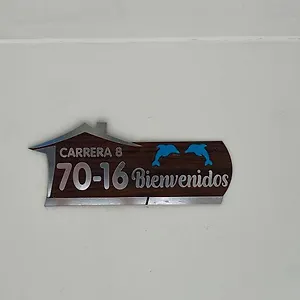 CARRERA 8
70-16 Bienvenidos